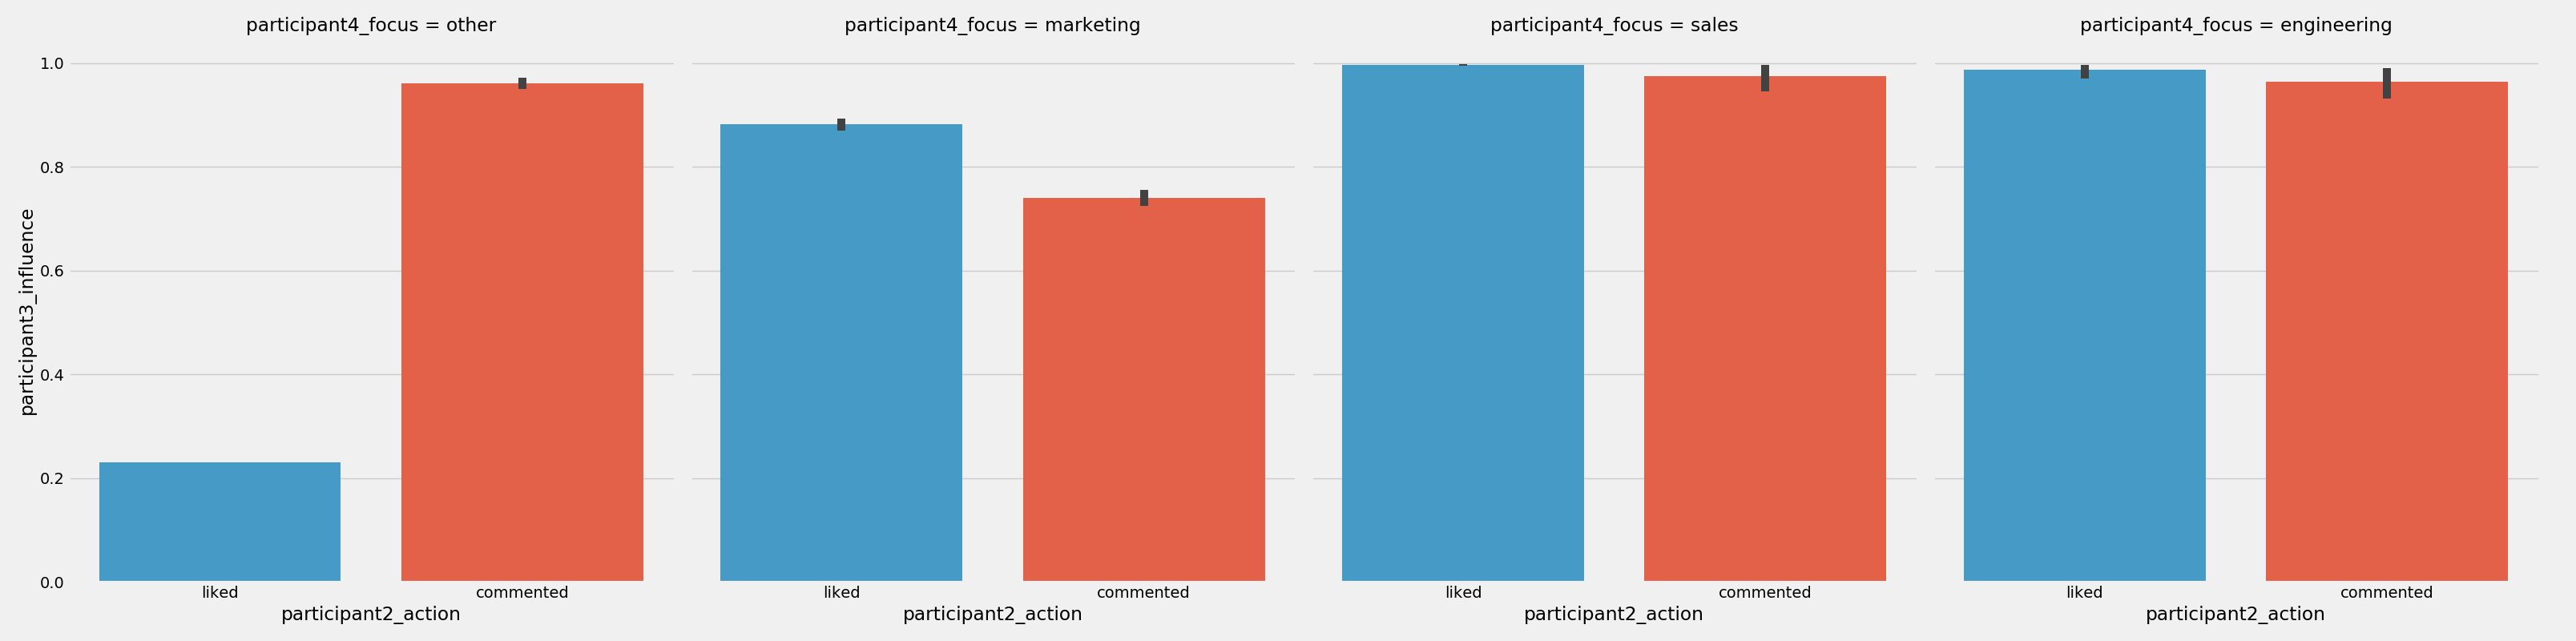 participant4_focus = other
participant4_focus = marketing
participant4_focus = sales
participant4_focus = engineering
participant3_influence
1.0
0.8
0.6
0.4
0.2
0.0
liked
commented
liked
commented
liked
commented
liked
commented
participant2_action
participant2_action
participant2_action
participant2_action